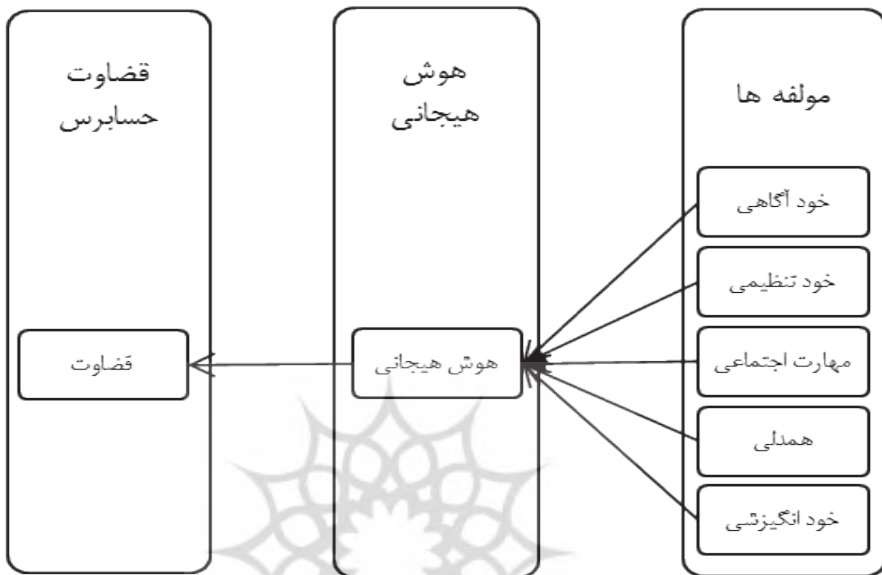 مولفه ها
خود آگاهی
خود تنظیمی
مهارت اجتماعی
همدلی
خود انگیزشی
هوش
هیجانی
هوش هیجانی
قضاوت
حسابرس
قضاوت